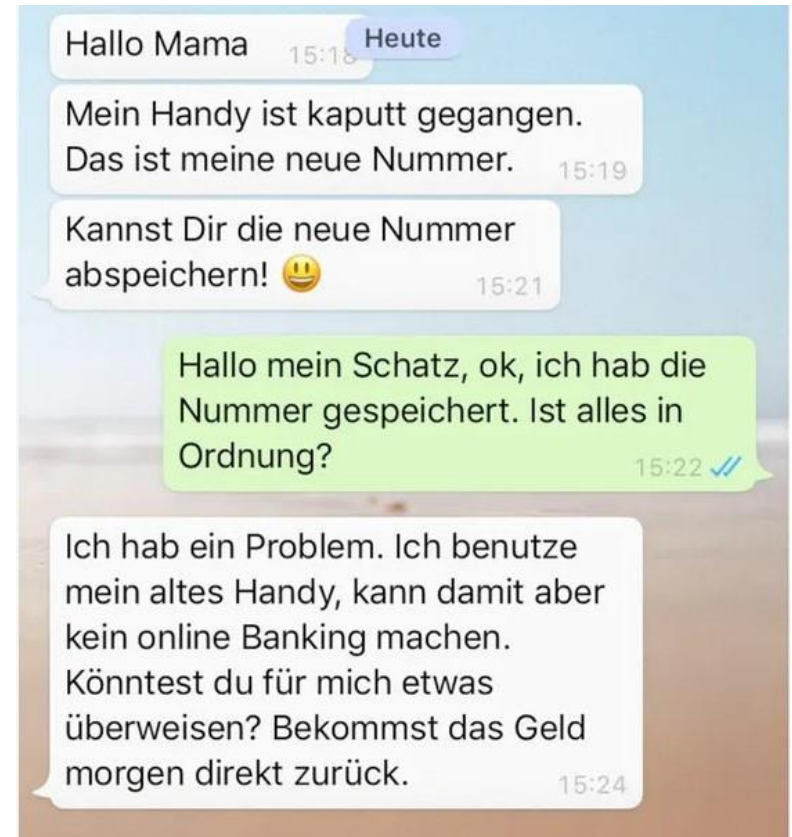 Heute
Hallo Mama 15:18
Mein Handy ist kaputt gegangen.
Das ist meine neue Nummer. 15:19
Kannst Dir die neue Nummer
abspeichern! 😃 15:21
Hallo mein Schatz, ok, ich hab die
Nummer gespeichert. Ist alles in
Ordnung? 15:22
Ich hab ein Problem. Ich benutze
mein altes Handy, kann damit aber
kein online Banking machen.
Könntest du für mich etwas
überweisen? Bekommst das Geld
morgen direkt zurück. 15:24